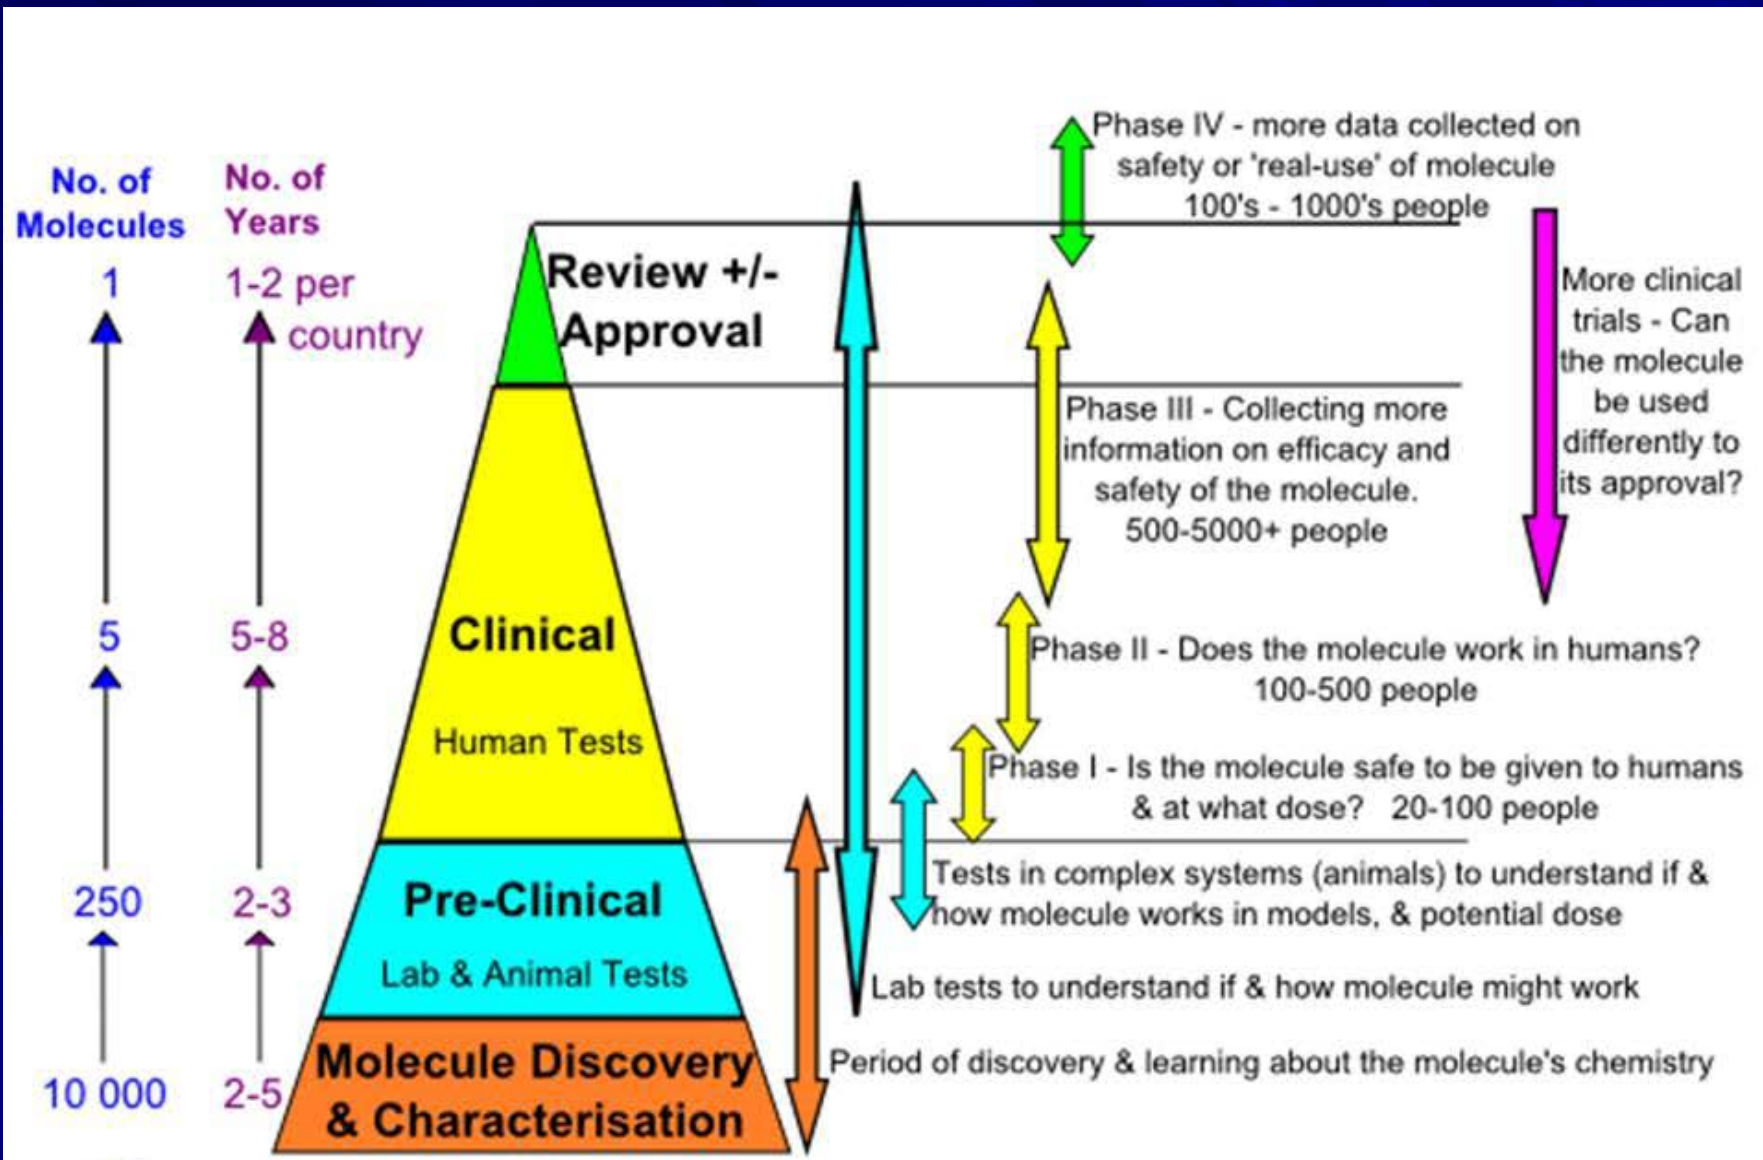 No. of
Molecules
1
5
250
10 000
No. of
Years
1-2 per
country
5-8
2-3
2-5
Review +/-
Approval
Clinical
Human Tests
Pre-Clinical
Lab & Animal Tests
Molecule Discovery
& Characterisation
Phase IV - more data collected on
safety or 'real-use' of molecule
100's - 1000's people
Phase III - Collecting more
information on efficacy and
safety of the molecule.
500-5000+ people
Phase II - Does the molecule work in humans?
100-500 people
Phase I - Is the molecule safe to be given to humans
& at what dose? 20-100 people
Tests in complex systems (animals) to understand if &
how molecule works in models, & potential dose
Lab tests to understand if & how molecule might work
Period of discovery & learning about the molecule's chemistry
More clinical
trials - Can
the molecule
be used
differently to
its approval?